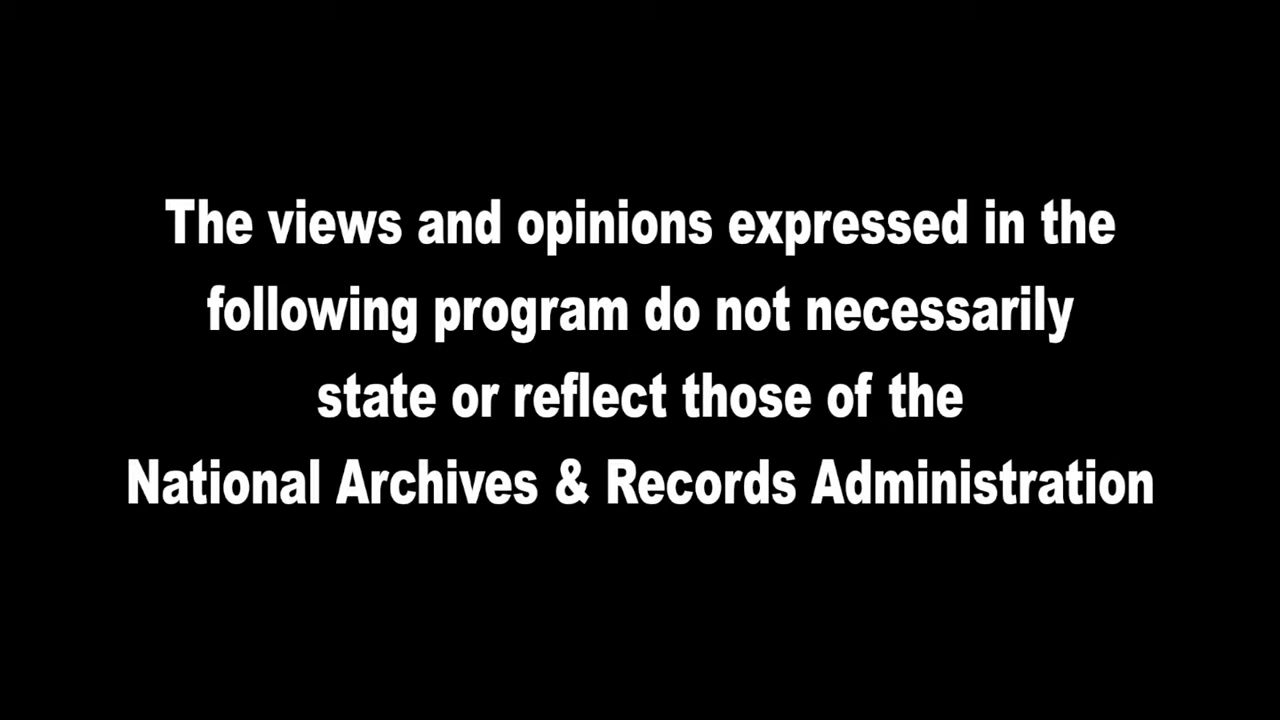 The views and opinions expressed in the
following program do not necessarily
state or reflect those of the
National Archives & Records Administration